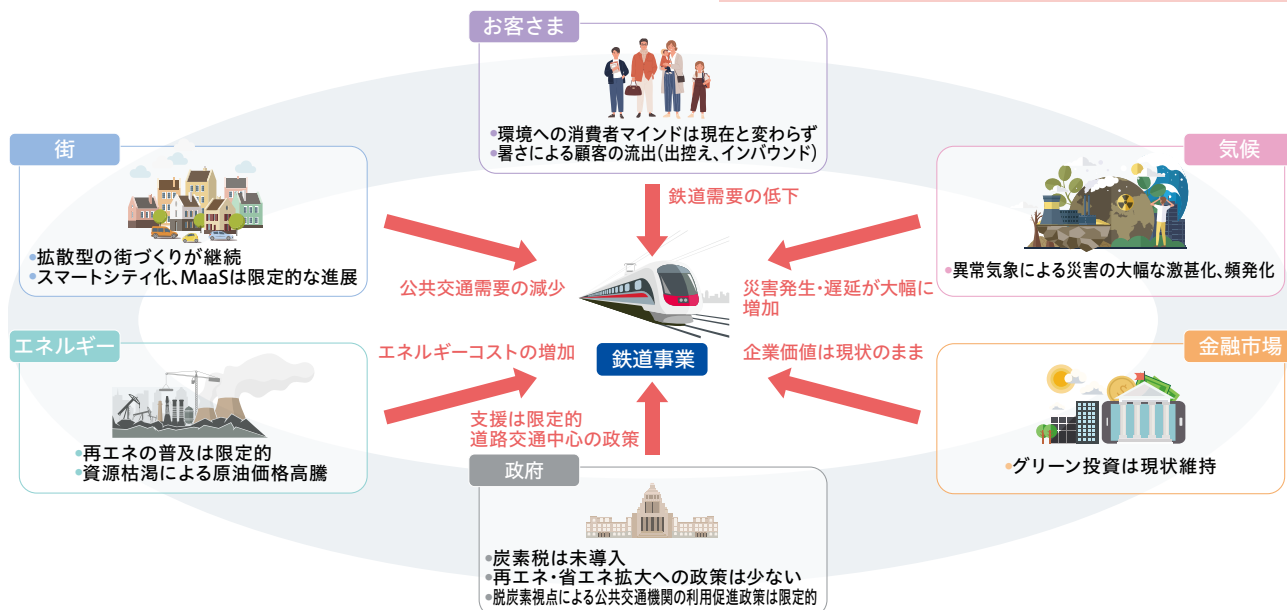 お客さま
•環境への消費者マインドは現在と変わらず
•暑さによる顧客の流出(出控え、インバウンド)
街
•拡散型の街づくりが継続
•スマートシティ化、MaaSは限定的な進展
気候
•異常気象による災害の大幅な激甚化、頻発化
鉄道需要の低下
公共交通需要の減少
災害発生・遅延が大幅に
増加
エネルギーコストの増加
鉄道事業
企業価値は現状のまま
エネルギー
•再エネの普及は限定的
•資源枯渇による原油価格高騰
金融市場
•グリーン投資は現状維持
支援は限定的
道路交通中心の政策
政府
•炭素税は未導入
•再エネ・省エネ拡大への政策は少ない
•脱炭素視点による公共交通機関の利用促進政策は限定的